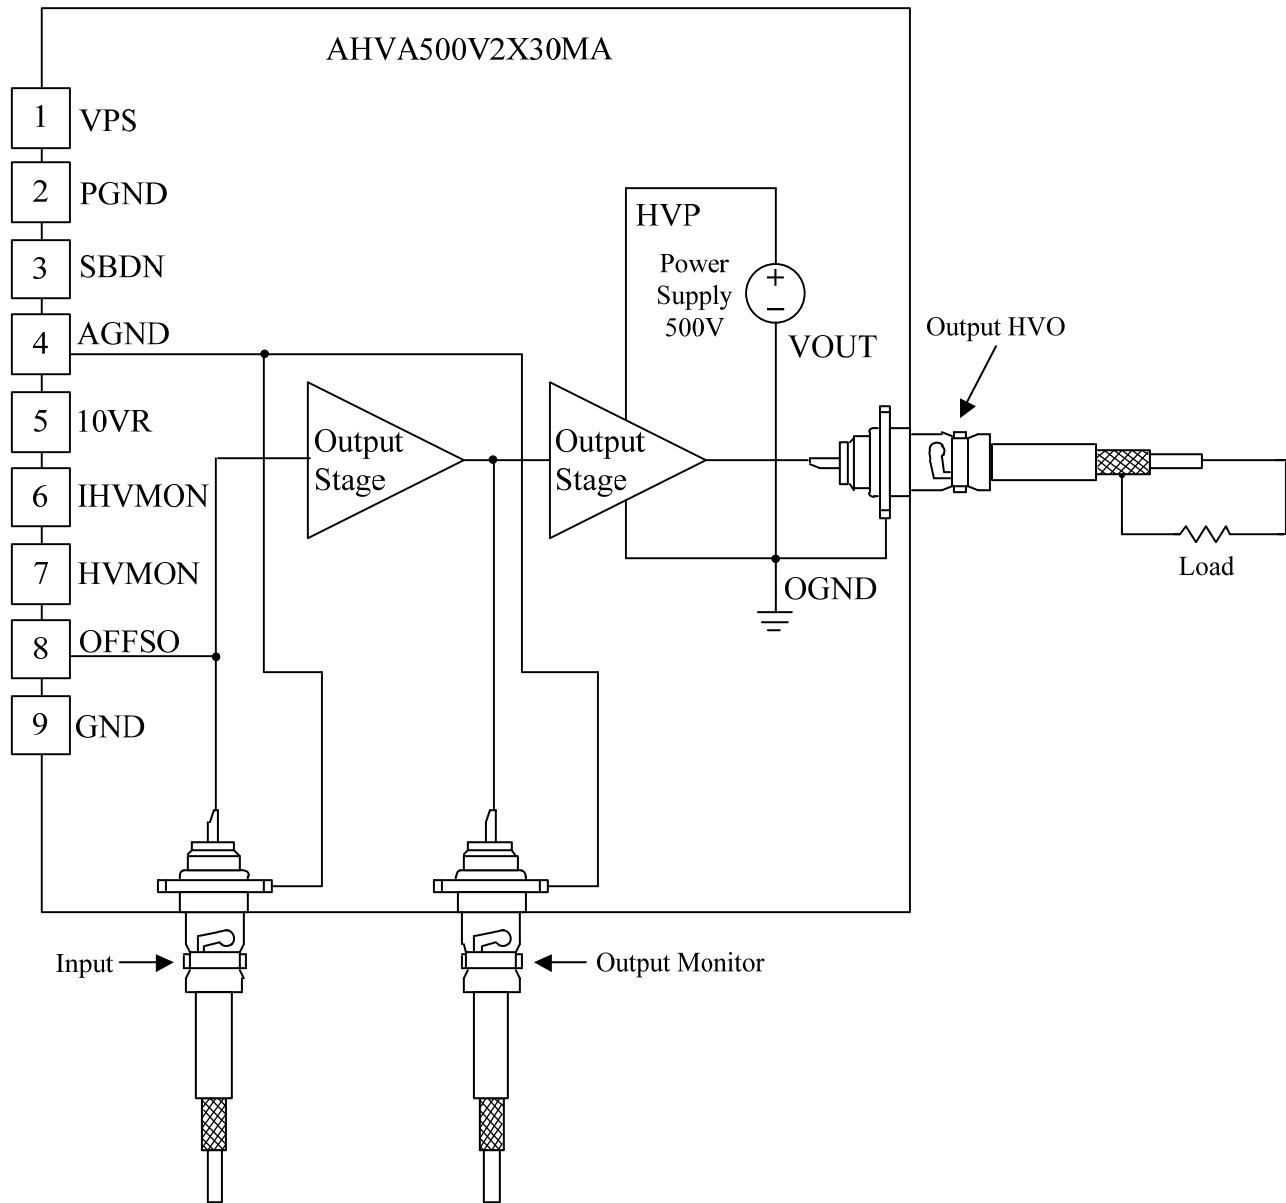 AHVA500V2X30MA
1 VPS
2 PGND
3 SBDN
4 AGND
5 10VR
6 IHVMON
7 HVMON
8 OFFSO
9 GND
HVP
Power
Supply
500V
+
−
VOUT
Output HVO
Output
Stage
Output
Stage
OGND
Load
Input
Output Monitor